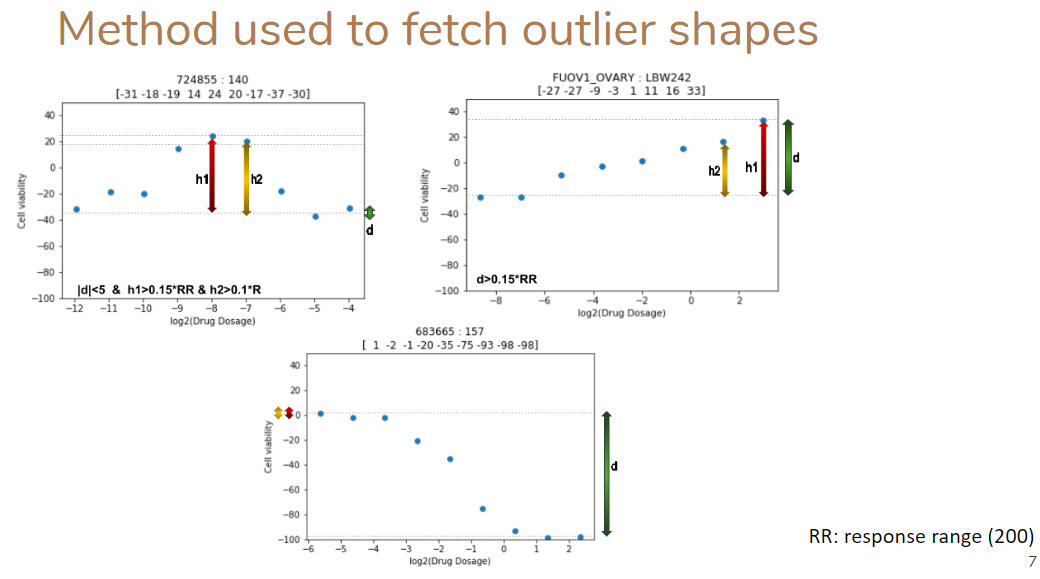 Method used to fetch outlier shapes
724855 : 140
[-31 -18 -19 14 24 20 -17 -37 -30]
40
20
0
−20
−40
−60
−80
−100
Cell viability
h1
h2
d
|d|<5 & h1>0.15*RR & h2>0.1*R
−12 −11 −10 −9 −8 −7 −6 −5 −4
log2(Drug Dosage)
FUOV1_OVARY : LBW242
[-27 -27 -9 -3 1 11 16 33]
40
20
0
−20
−40
−60
−80
−100
Cell viability
h2
h1
d
d>0.15*RR
−8 −6 −4 −2 0 2
log2(Drug Dosage)
683665 : 157
[ 1 -2 -1 -20 -35 -75 -93 -98 -98]
40
20
0
−20
−40
−60
−80
−100
Cell viability
d
−6 −5 −4 −3 −2 −1 0 1 2
log2(Drug Dosage)
RR: response range (200)
7